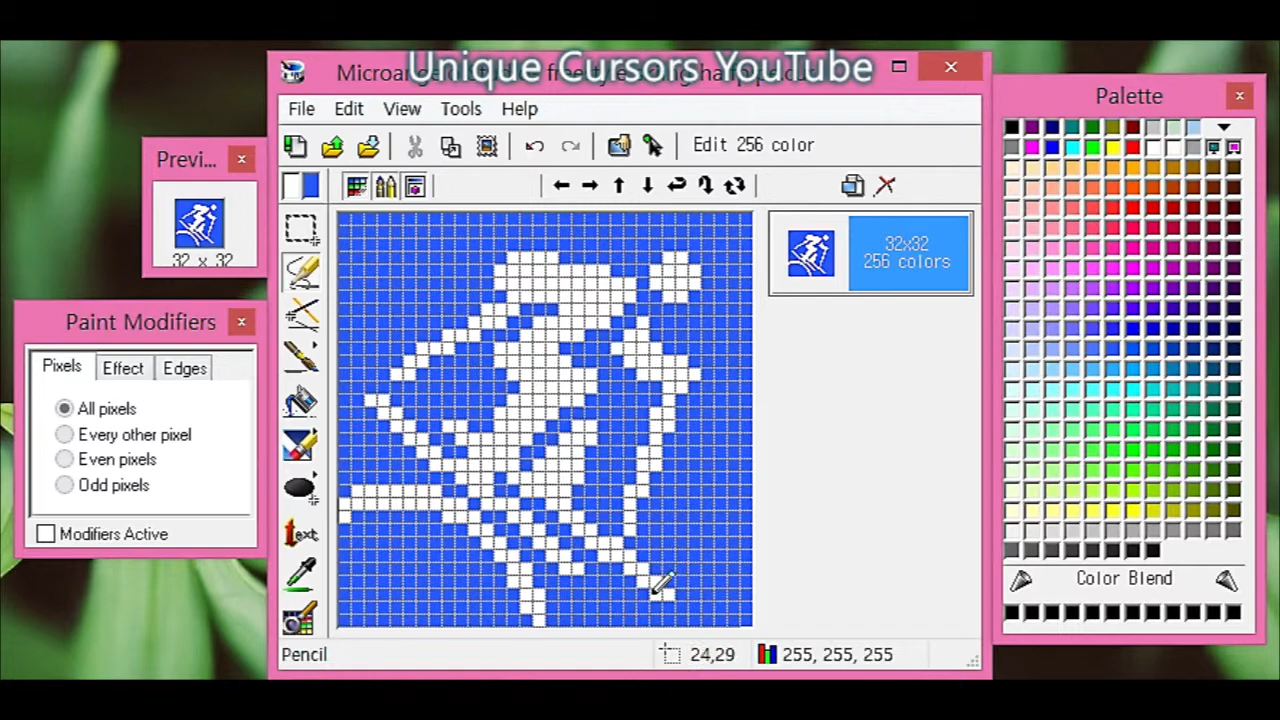 Unique Cursors YouTube
File Edit View Tools Help
Edit 256 color
Previ...
32 x 32
Paint Modifiers
Pixels Effect Edges
All pixels
Every other pixel
Even pixels
Odd pixels
Modifiers Active
text
32x32
256 colors
Pencil
24,29
255, 255, 255
Palette
Color Blend